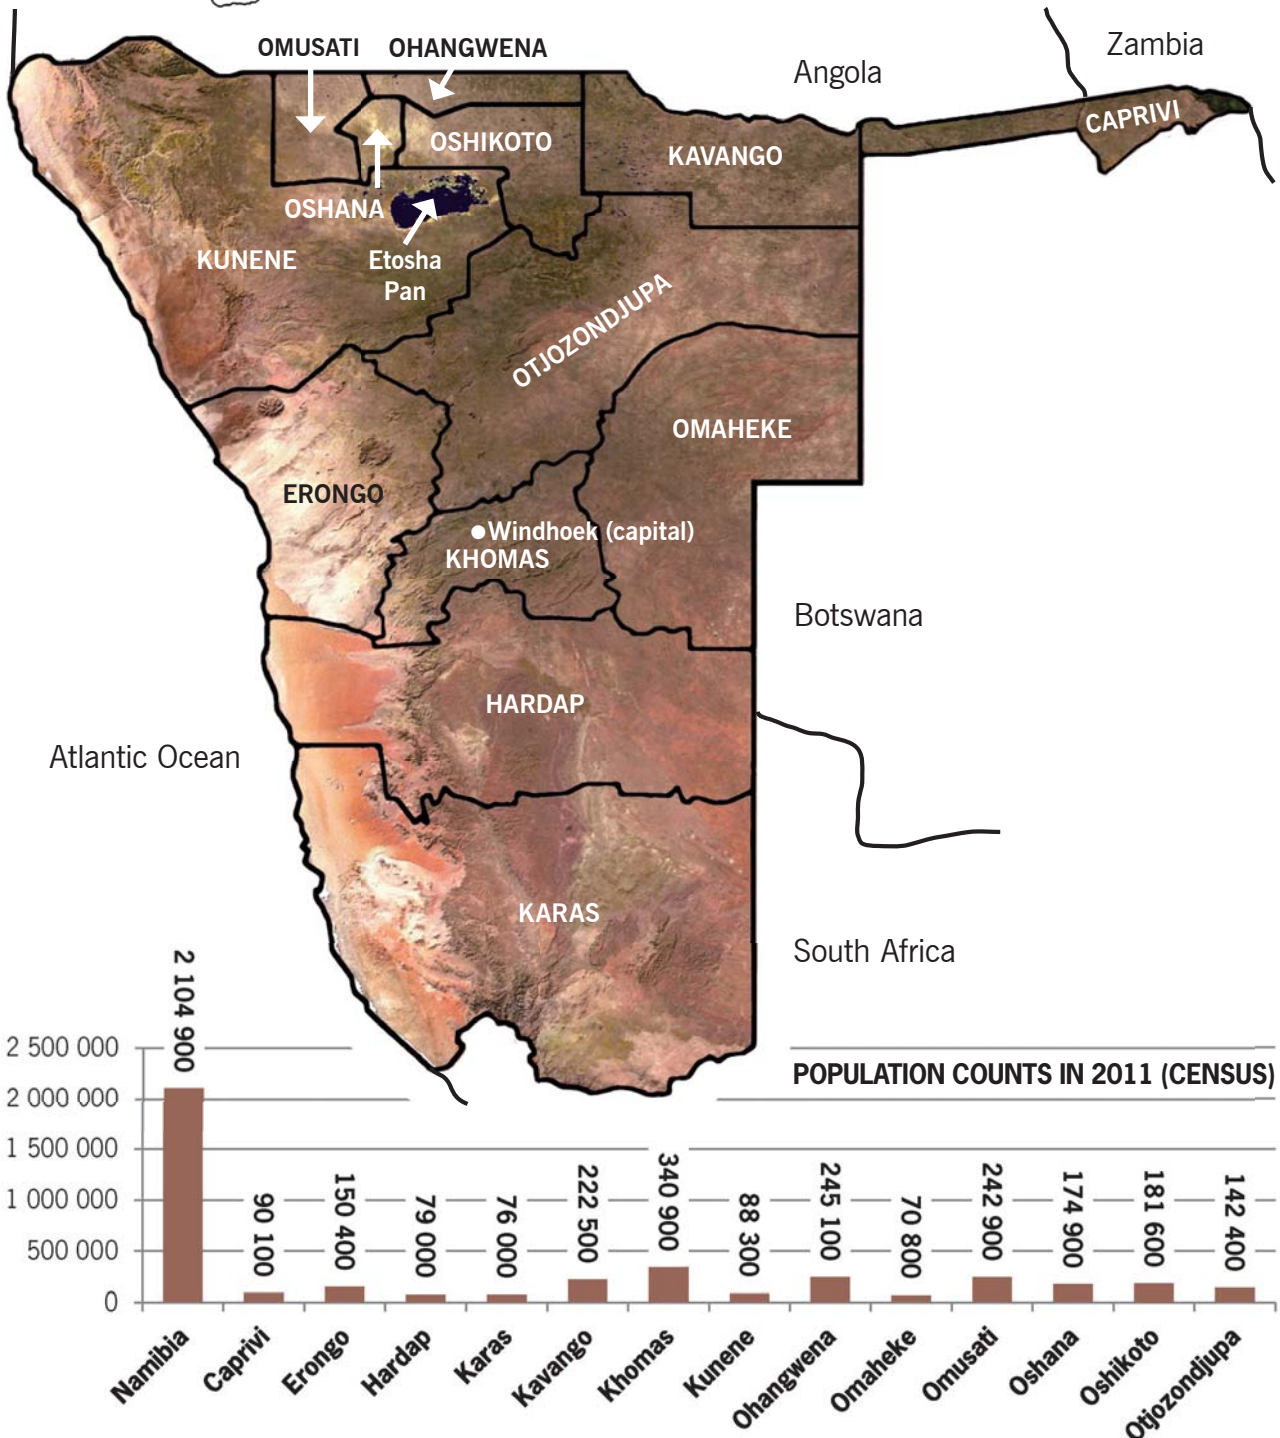 OMUSATI
OHANGWENA
Angola
Zambia
CAPRIVI
OSHIKOTO
KAVANGO
OSHANA
KUNENE
Etosha
Pan
OTJOZONDJUPA
OMAHEKE
ERONGO
Windhoek (capital)
KHOMAS
Botswana
HARDAP
Atlantic Ocean
KARAS
South Africa
POPULATION COUNTS IN 2011 (CENSUS)
2 500 000
2 000 000
1 500 000
1 000 000
500 000
0
2 104 900
90 100
150 400
79 000
76 000
222 500
340 900
88 300
245 100
70 800
242 900
174 900
181 600
142 400
Namibia
Caprivi
Erongo
Hardap
Karas
Kavango
Khomas
Kunene
Ohangwena
Omaheke
Omusati
Oshana
Oshikoto
Otjozondjupa